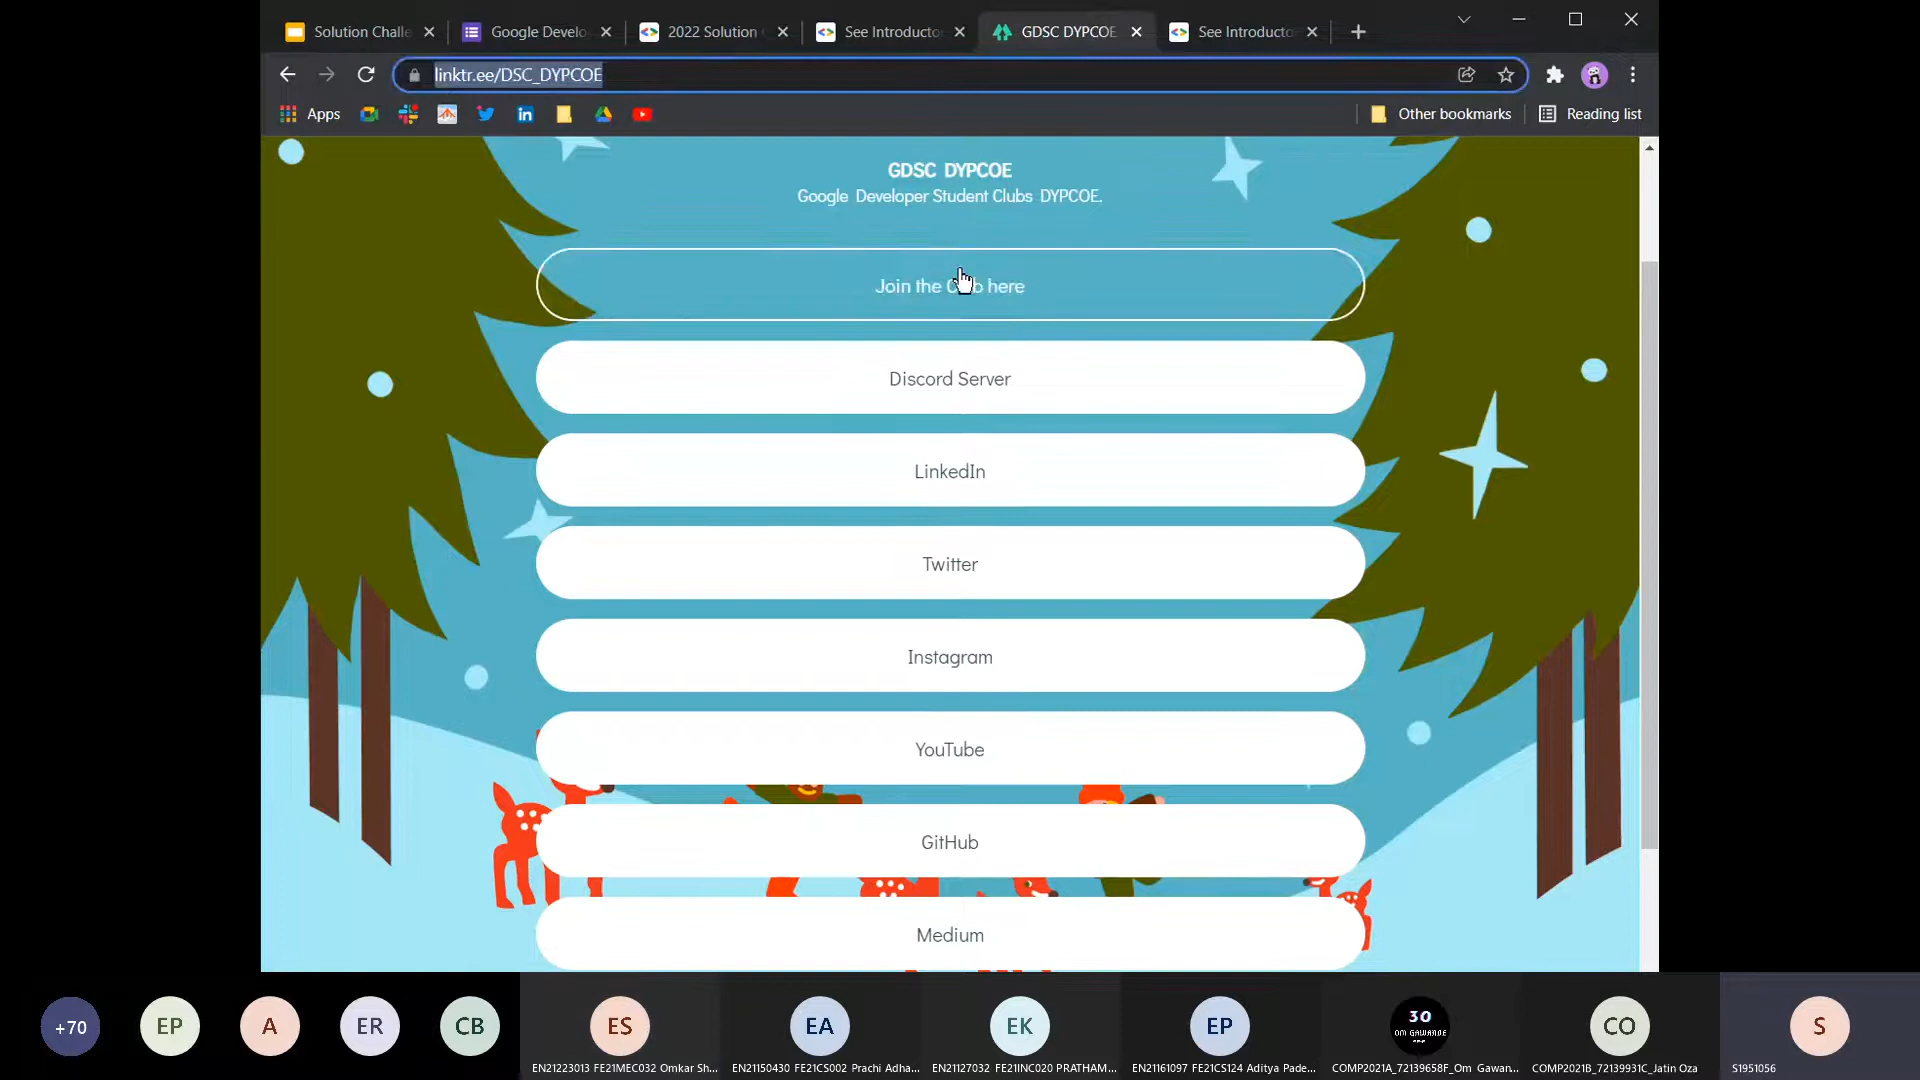 Solution Challe
Google Develo
2022 Solution
See Introducto
GDSC DYPCOE
See Introducto
linktr.ee/DSC_DYPCOE
Apps
Other bookmarks
Reading list
GDSC DYPCOE
Google Developer Student Clubs DYPCOE.
Join the Club here
Discord Server
LinkedIn
Twitter
Instagram
YouTube
GitHub
Medium
+70
EP
A
ER
CB
ES
EA
EK
EP
30
OM GAWANDE
CO
S
EN21223013 FE21MEC032 Omkar Sh...
EN21150430 FE21CS002 Prachi Adha...
EN21127032 FE21INC020 PRATHAM...
EN21161097 FE21CS124 Aditya Pade...
COMP2021A_72139658F_Om Gawan...
COMP2021B_72139931C_Jatin Oza
S1951056